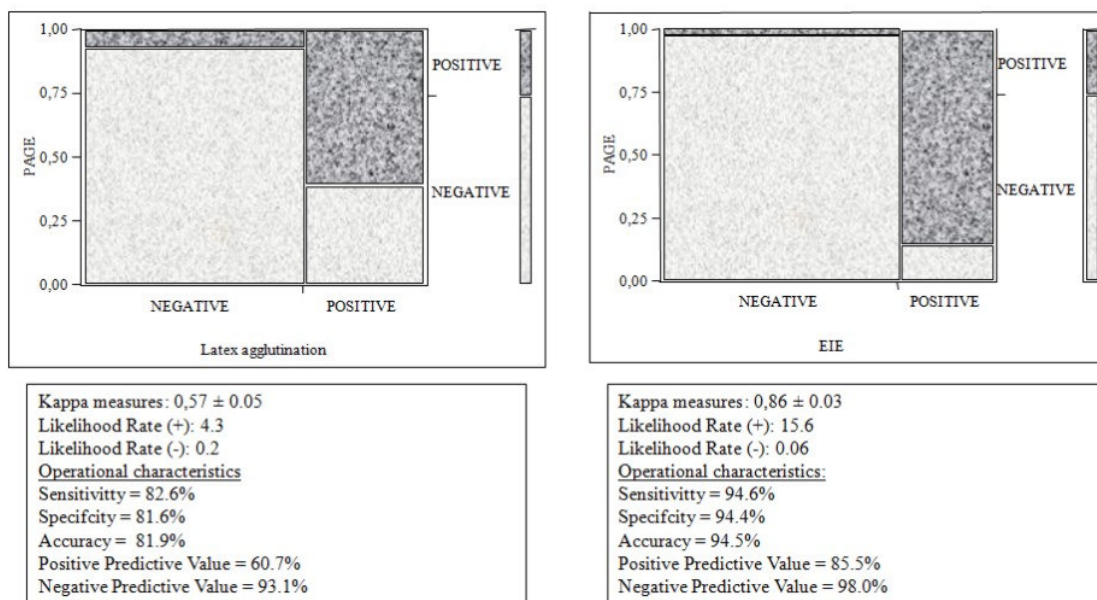 1,00
0,75
0,50
0,25
0,00
PAGE
POSITIVE
NEGATIVE
NEGATIVE POSITIVE
Latex agglutination
1,00
0,75
0,50
0,25
0,00
PAGE
POSITIVE
NEGATIVE
NEGATIVE POSITIVE
EIE
Kappa measures: 0,57 ± 0.05
Likelihood Rate (+): 4.3
Likelihood Rate (-): 0.2
Operational characteristics
Sensitivitty = 82.6%
Specifcity = 81.6%
Accuracy = 81.9%
Positive Predictive Value = 60.7%
Negative Predictive Value = 93.1%
Kappa measures: 0,86 ± 0.03
Likelihood Rate (+): 15.6
Likelihood Rate (-): 0.06
Operational characteristics:
Sensitivitty = 94.6%
Specifcity = 94.4%
Accuracy = 94.5%
Positive Predictive Value = 85.5%
Negative Predictive Value = 98.0%